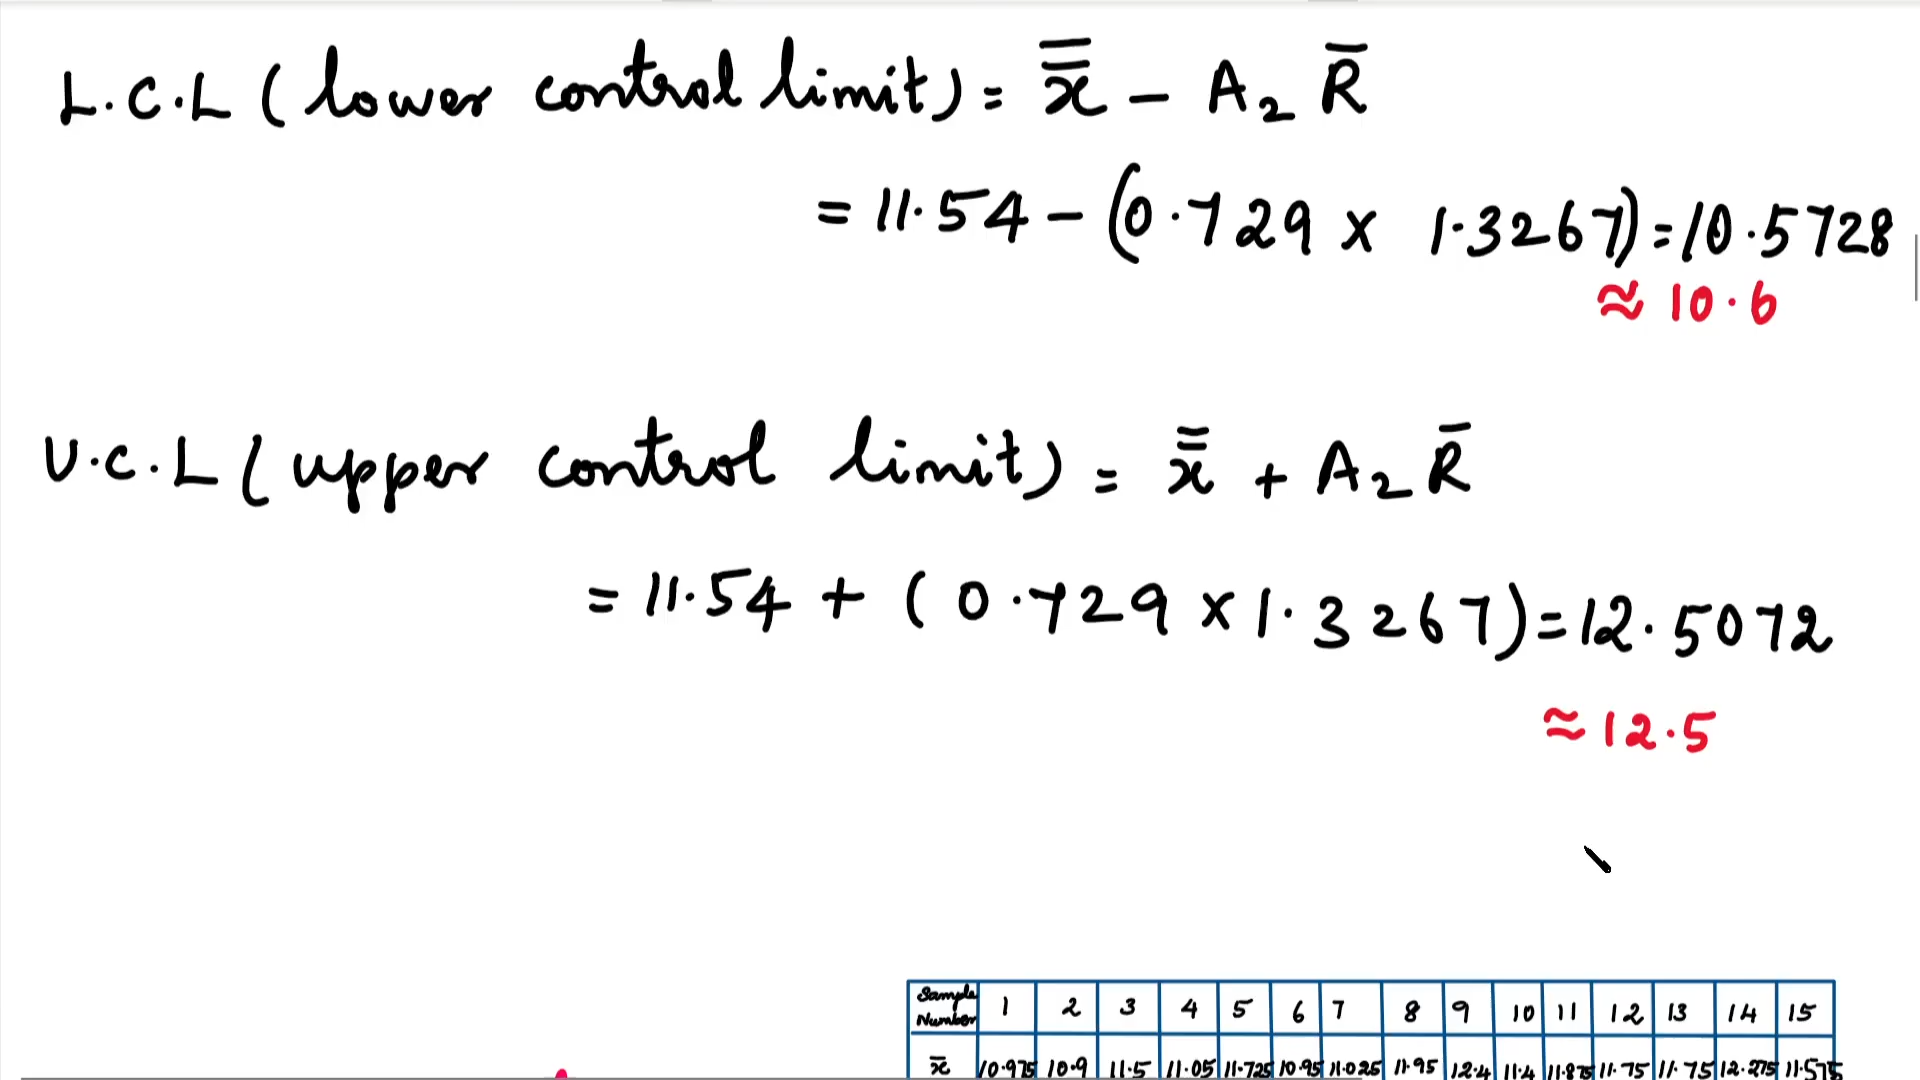 L.C.L (lower control limit) = x̿ - A₂ R̄
= 11.54 - (0.729 x 1.3267) = 10.5728
≈ 10.6
U.C.L (upper control limit) = x̿ + A₂ R̄
= 11.54 + (0.729 x 1.3267) = 12.5072
≈ 12.5
Sample Number 1 2 3 4 5 6 7 8 9 10 11 12 13 14 15
x̄ 10.975 10.9 11.5 11.05 11.725 10.95 11.025 11.95 12.4 11.4 11.875 11.75 11.75 12.275 11.575